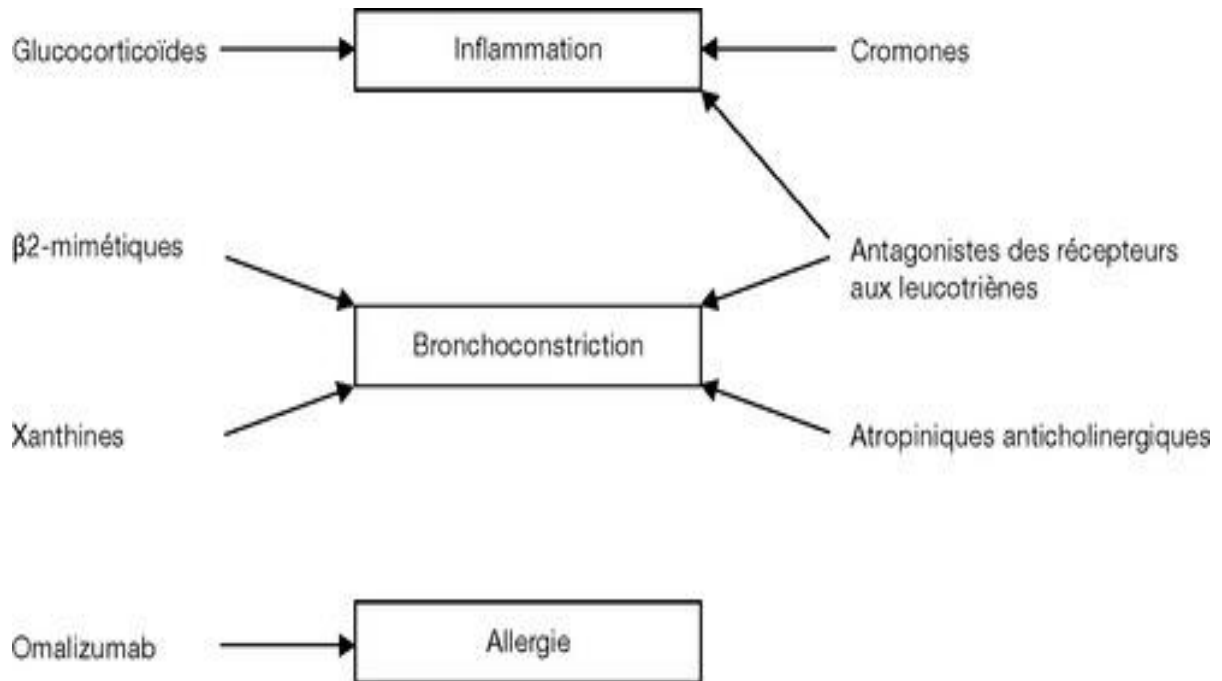 Glucocorticoïdes
Inflammation
Cromones
β2-mimétiques
Antagonistes des récepteurs
aux leucotriènes
Bronchoconstriction
Xanthines
Atropiniques anticholinergiques
Omalizumab
Allergie